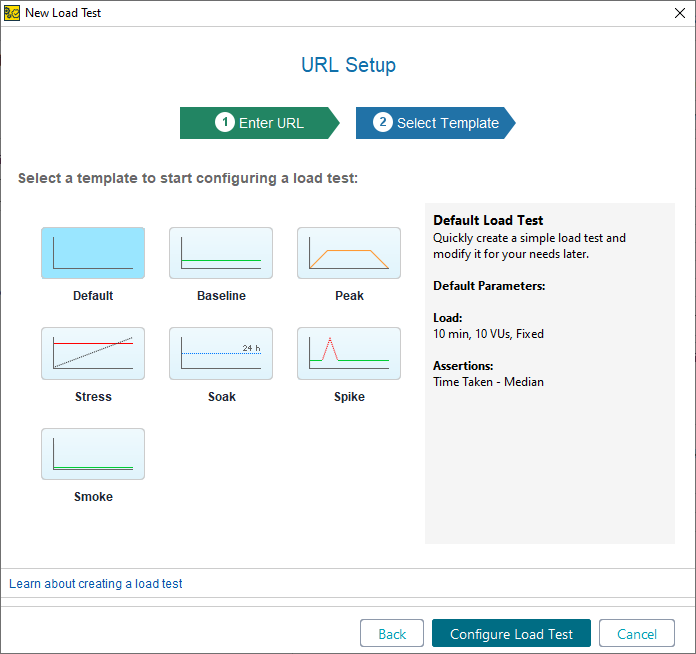 New Load Test
URL Setup
1 Enter URL
2 Select Template
Select a template to start configuring a load test:
Default
Baseline
Peak
Stress
24 h
Soak
Spike
Smoke
Default Load Test
Quickly create a simple load test and
modify it for your needs later.
Default Parameters:
Load:
10 min, 10 VUs, Fixed
Assertions:
Time Taken - Median
Learn about creating a load test
Back
Configure Load Test
Cancel